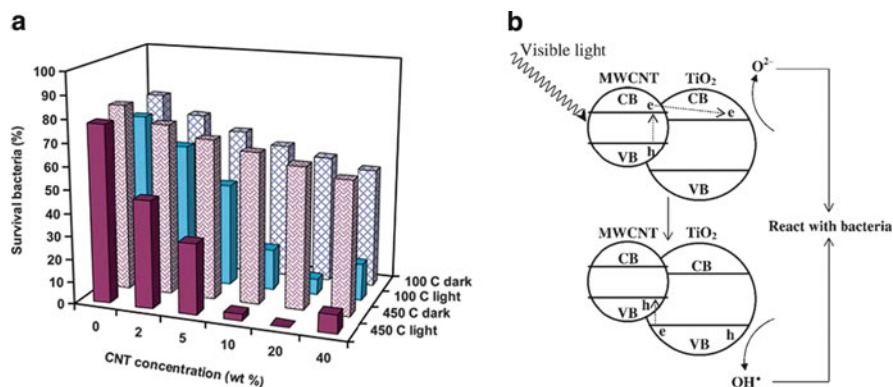 a
100
90
80
70
60
50
40
30
20
10
0
Survival bacteria (%)
0 2 5 10 20 40
CNT concentration (wt %)
100 C dark
100 C light
450 C dark
450 C light
b
Visible light
MWCNT TiO₂
CB CB
e e
VB h
VB
O²⁻
React with bacteria
MWCNT TiO₂
CB CB
h
VB VB
e h
OH•